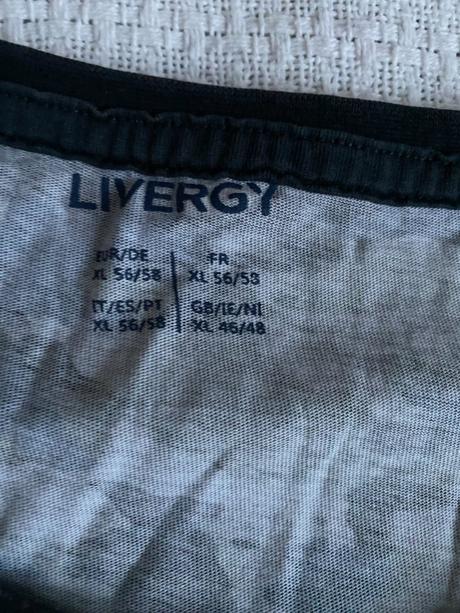 LIVERGY
EUR/DE
XL 56/58
FR
XL 56/58
IT/ES/PT
XL 56/58
GB/IE/NI
XL 46/48